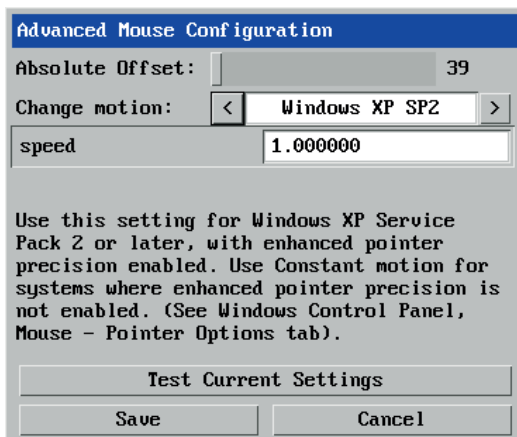 Advanced Mouse Configuration
Absolute Offset: 39
Change motion: < Windows XP SP2 >
speed 1.000000
Use this setting for Windows XP Service
Pack 2 or later, with enhanced pointer
precision enabled. Use Constant motion for
systems where enhanced pointer precision is
not enabled. (See Windows Control Panel,
Mouse - Pointer Options tab).
Test Current Settings
Save Cancel